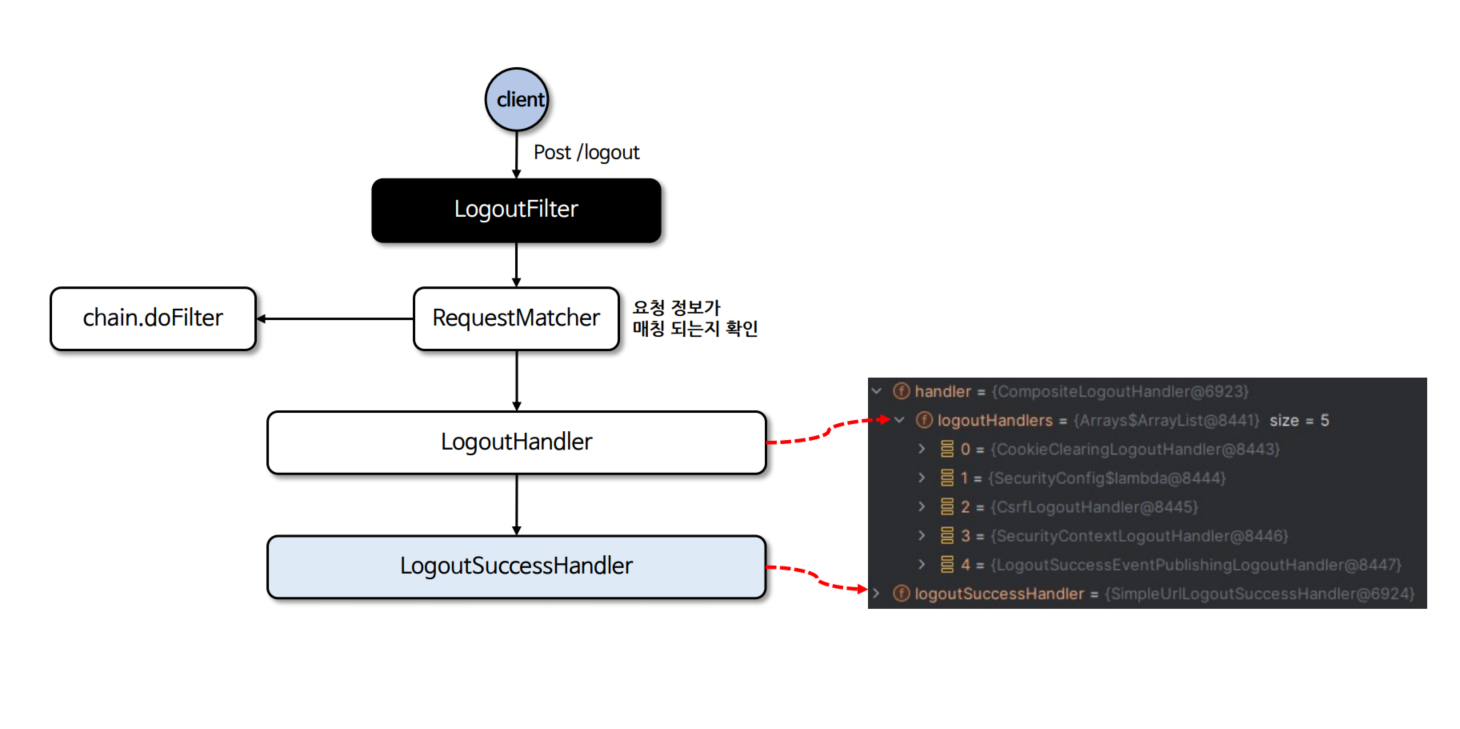 client
Post /logout
LogoutFilter
chain.doFilter
RequestMatcher
요청 정보가
매칭 되는지 확인
LogoutHandler
LogoutSuccessHandler
handler = {CompositeLogoutHandler@6923}
logoutHandlers = {Arrays$ArrayList@8441} size = 5
0 = {CookieClearingLogoutHandler@8443}
1 = {SecurityConfig$lambda@8444}
2 = {CsrfLogoutHandler@8445}
3 = {SecurityContextLogoutHandler@8446}
4 = {LogoutSuccessEventPublishingLogoutHandler@8447}
logoutSuccessHandler = {SimpleUrlLogoutSuccessHandler@6924}